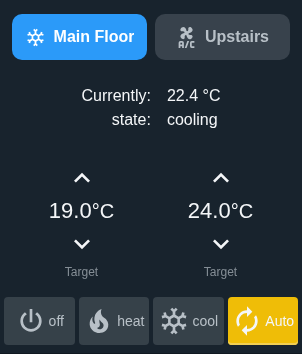 Main Floor
A/C Upstairs
Currently: 22.4 °C
state: cooling
19.0°C 24.0°C
Target Target
off heat cool Auto